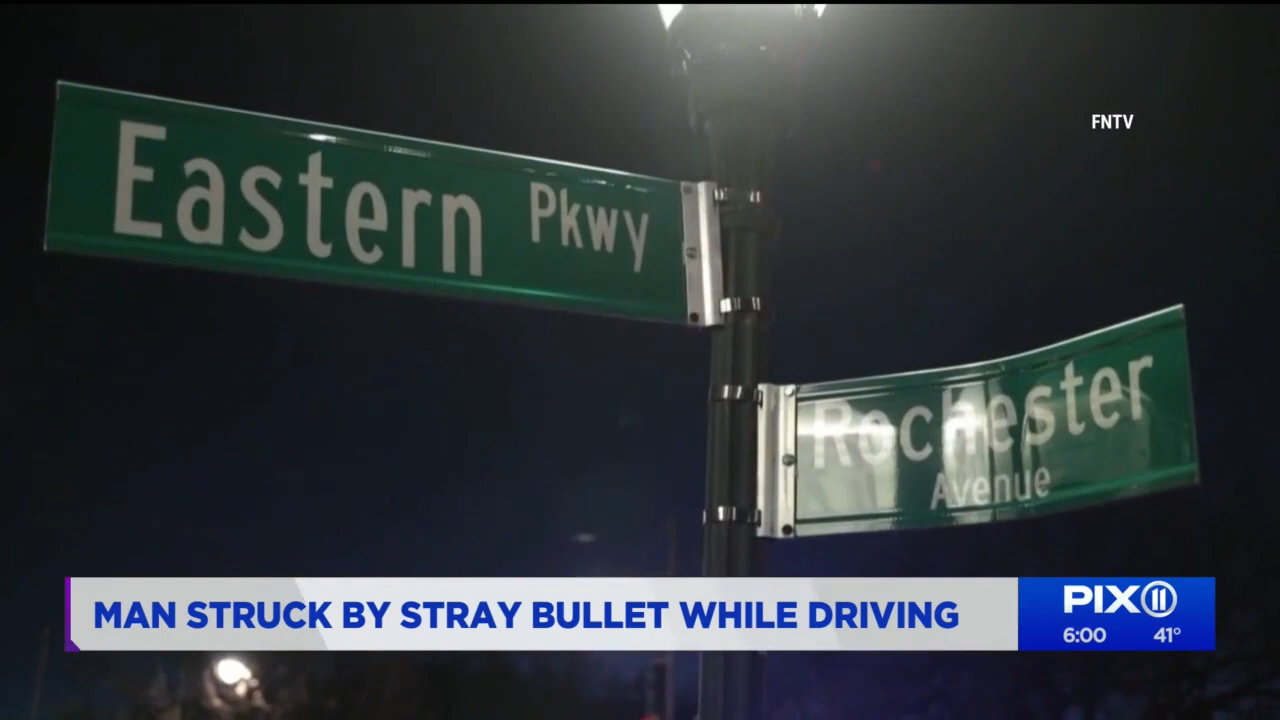 FNTV
Eastern Pkwy
Rochester
Avenue
MAN STRUCK BY STRAY BULLET WHILE DRIVING
PIX11
6:00 41°